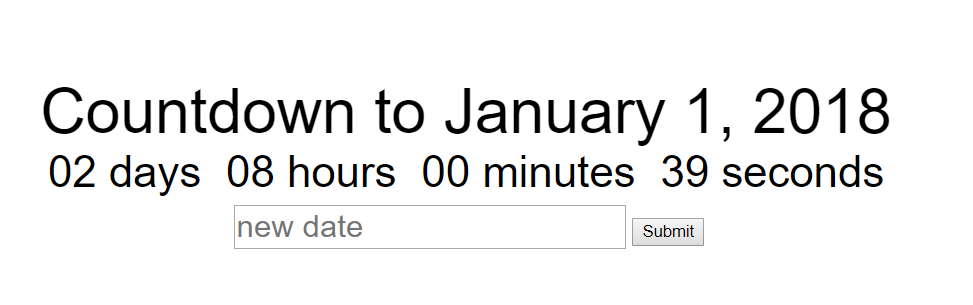 Countdown to January 1, 2018
02 days 08 hours 00 minutes 39 seconds
new date Submit